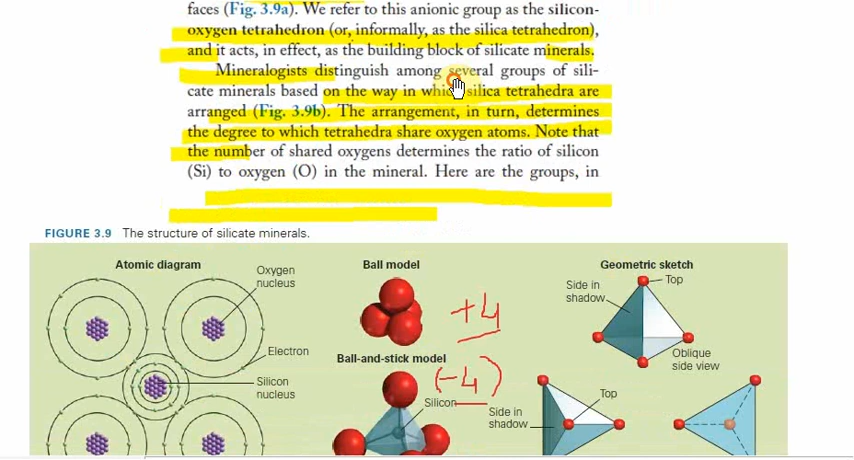 faces (Fig. 3.9a). We refer to this anionic group as the silicon-
oxygen tetrahedron (or, informally, as the silica tetrahedron),
and it acts, in effect, as the building block of silicate minerals.
Mineralogists distinguish among several groups of sili-
cate minerals based on the way in which silica tetrahedra are
arranged (Fig. 3.9b). The arrangement, in turn, determines
the degree to which tetrahedra share oxygen atoms. Note that
the number of shared oxygens determines the ratio of silicon
(Si) to oxygen (O) in the mineral. Here are the groups, in
FIGURE 3.9 The structure of silicate minerals.
Atomic diagram
Oxygen
nucleus
Electron
Silicon
nucleus
Ball model
+4
Ball-and-stick model
(-4)
Silicon
Geometric sketch
Side in
shadow
Top
Oblique
side view
Side in
shadow
Top